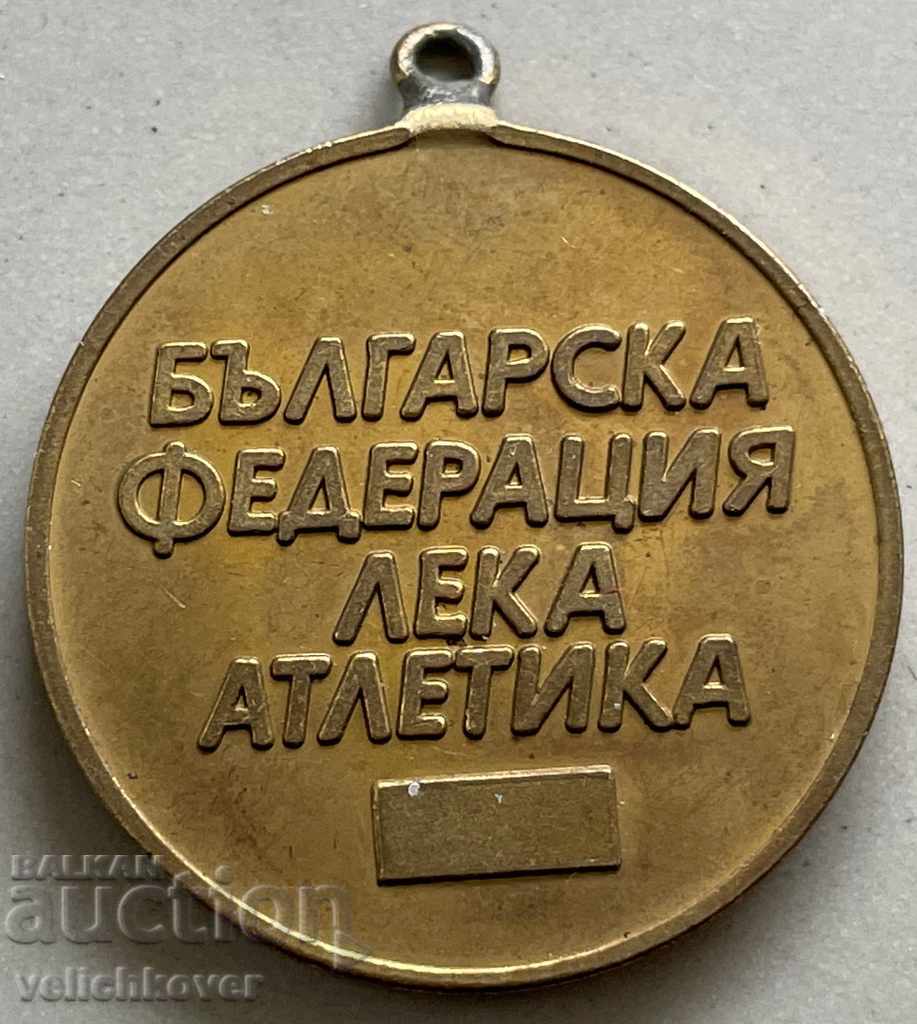 БЪЛГАРСКА
ФЕДЕРАЦИЯ
ЛЕКА
АТЛЕТИКА
BALKAN
auction
velichkover